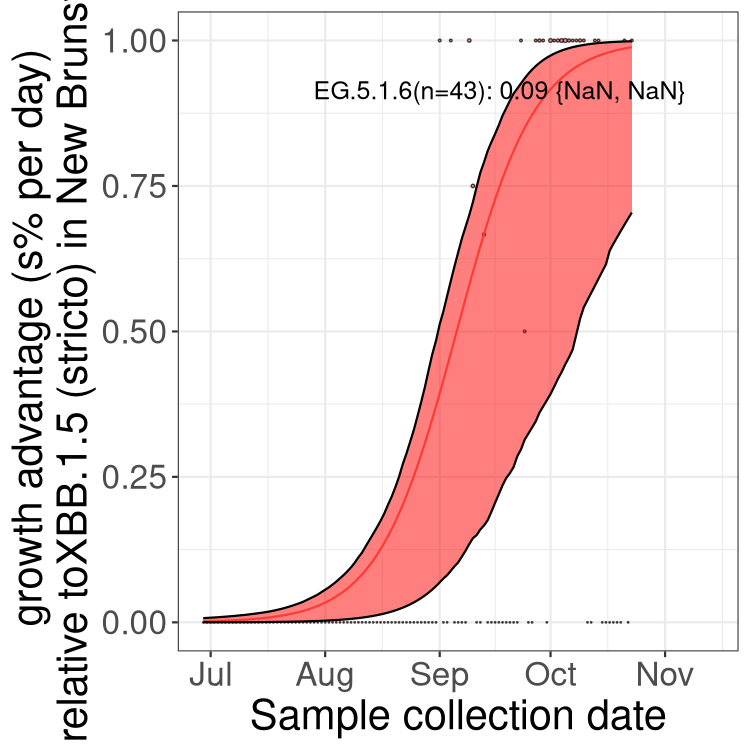 growth advantage (s% per day)
relative toXBB.1.5 (stricto) in New Bruns
1.00
0.75
0.50
0.25
0.00
EG.5.1.6(n=43): 0.09 {NaN, NaN}
Jul Aug Sep Oct Nov
Sample collection date